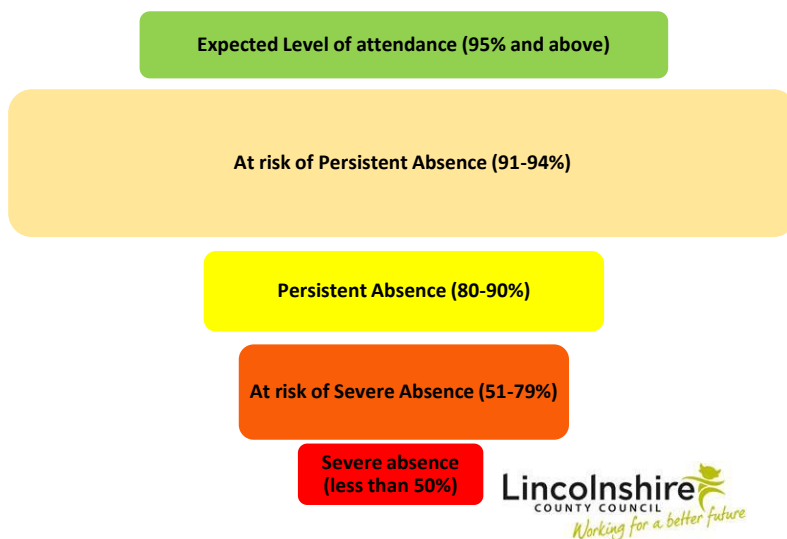 Expected Level of attendance (95% and above)
At risk of Persistent Absence (91-94%)
Persistent Absence (80-90%)
At risk of Severe Absence (51-79%)
Severe absence
(less than 50%)
Lincolnshire
COUNTY COUNCIL
Working for a better future